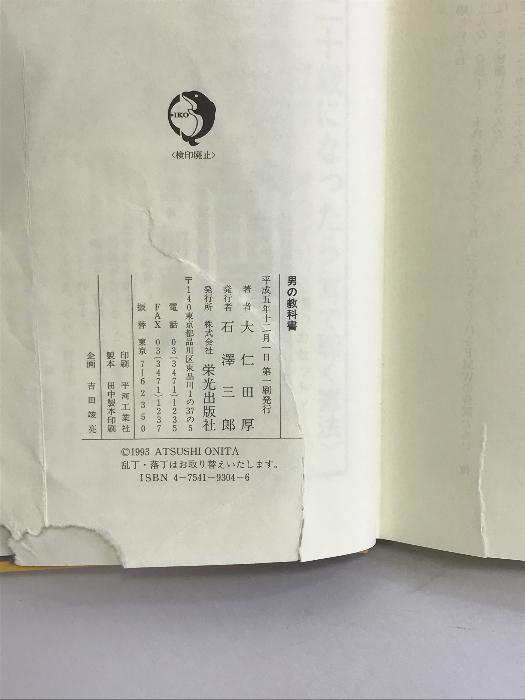 EIKO
〈検印廃止〉
男の教科書
平成五年十二月一日 第一刷発行
著者 大仁田 厚
発行者 石澤三郎
発行所 株式会社 栄光出版社
〒140東京都品川区東品川1の37の5
電話 03(3471)1235
FAX 03(3471)1237
振替 東京 7-62350
印刷 平河工業社
製本 田中製本印刷
企画 吉田竣亮
©1993 ATSUSHI ONITA
乱丁・落丁はお取り替えいたします。
ISBN 4-7541-9304-6